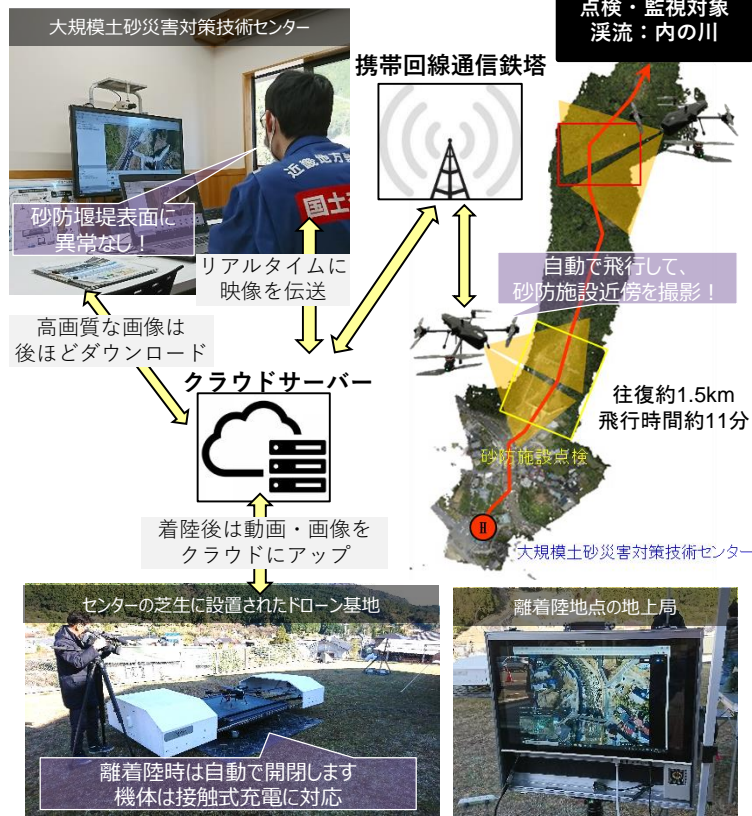 大規模土砂災害対策技術センター
点検・監視対象
渓流：内の川
携帯回線通信鉄塔
近畿地方整
国土交
砂防堰堤表面に
異常なし！
リアルタイムに
映像を伝送
自動で飛行して、
砂防施設近傍を撮影！
高画質な画像は
後ほどダウンロード
クラウドサーバー
往復約1.5km
飛行時間約11分
砂防施設点検
H
大規模土砂災害対策技術センター
着陸後は動画・画像を
クラウドにアップ
センターの芝生に設置されたドローン基地
離着陸時は自動で開閉します
機体は接触式充電に対応
離着陸地点の地上局